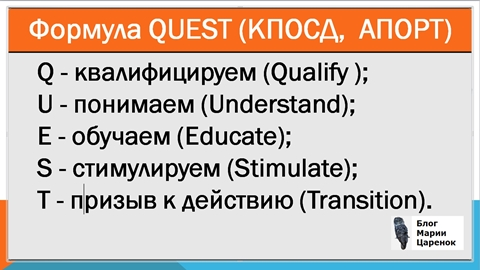 Формула QUEST (КПОСД, АПОРТ)
Q - квалифицируем (Qualify );
U - понимаем (Understand);
E - обучаем (Educate);
S - стимулируем (Stimulate);
T - призыв к действию (Transition).
Блог
Марии
Царенок